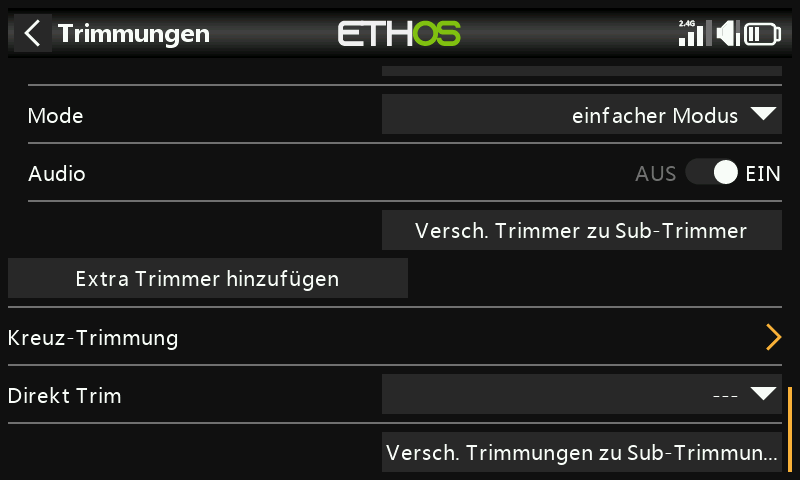 Trimmungen
ETHOS
2.4G
Mode
einfacher Modus
Audio
AUS
EIN
Versch. Trimmer zu Sub-Trimmer
Extra Trimmer hinzufügen
Kreuz-Trimmung
Direkt Trim
---
Versch. Trimmungen zu Sub-Trimmun...